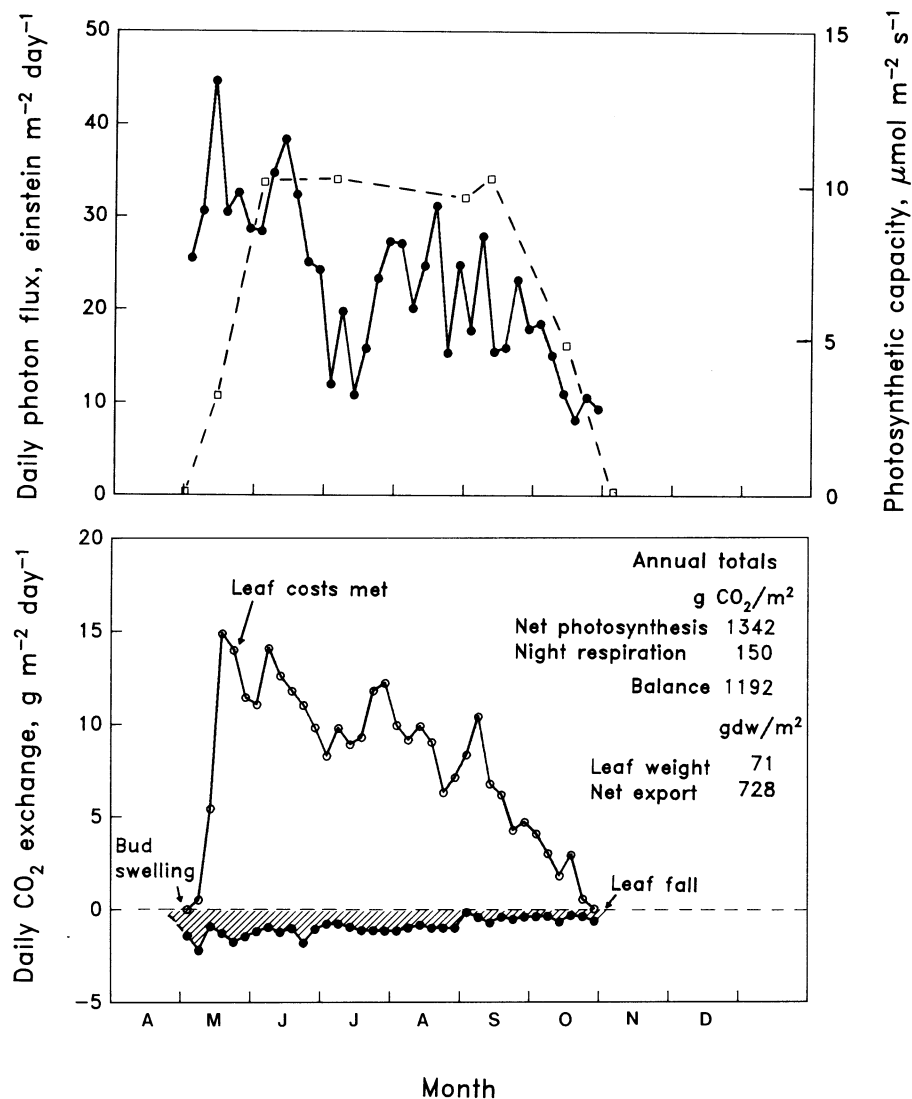 Daily photon flux, einstein m⁻² day⁻¹
50
40
30
20
10
0
Photosynthetic capacity, μmol m⁻² s⁻¹
15
10
5
0
Daily CO₂ exchange, g m⁻² day⁻¹
20
15
10
5
0
−5
Leaf costs met
Annual totals
g CO₂/m²
Net photosynthesis 1342
Night respiration 150
Balance 1192
gdw/m²
Leaf weight 71
Net export 728
Bud
swelling
Leaf fall
A M J J A S O N D
Month